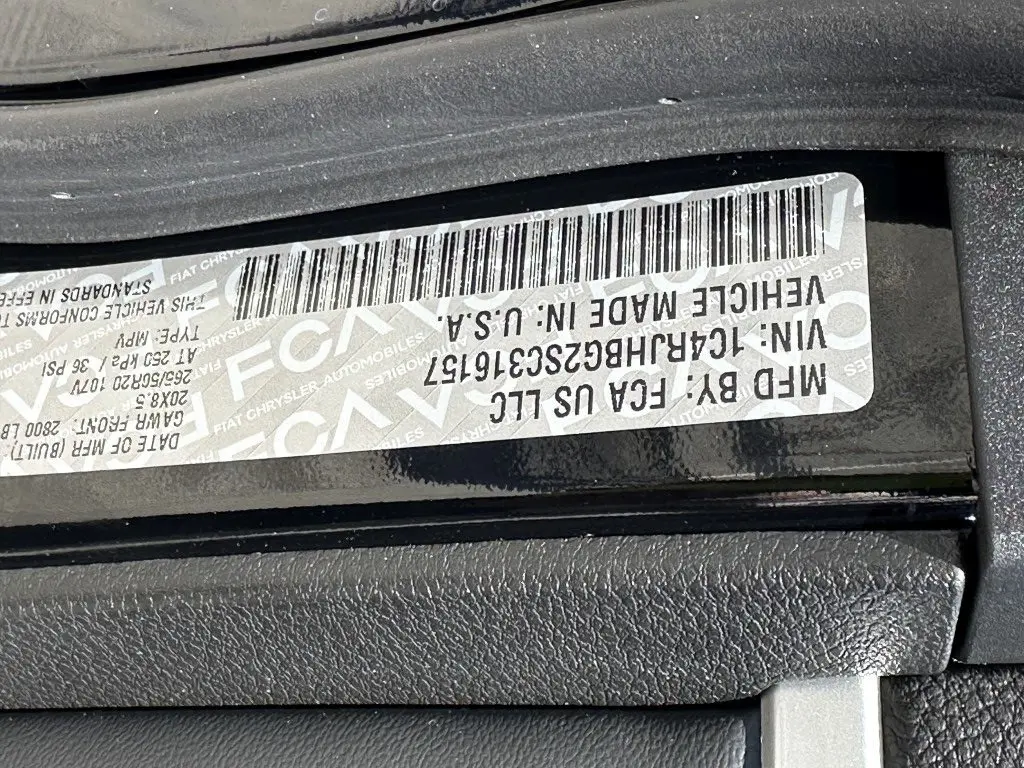 MFD BY: FCA US LLC
VIN: 1C4RJHBG2SC316157
VEHICLE MADE IN: U.S.A.
DATE OF MFR (BUILT):
GAWR FRONT: 2800 LB
20X8.5
265/50R20 107V
AT 250 kPa / 36 PSI
TYPE: MPV
THIS VEHICLE CONFORMS TO
STANDARDS IN EFFE
FCA
FIAT CHRYSLER AUTOMOBILES